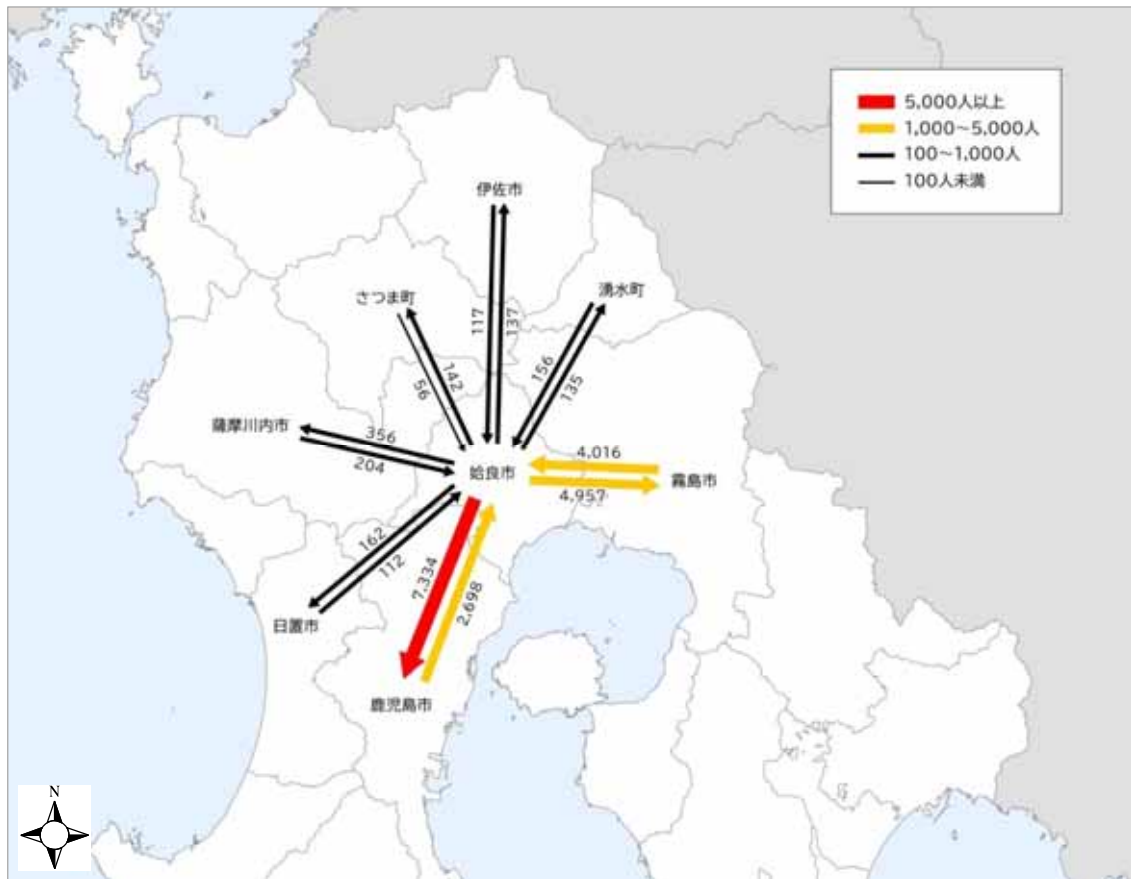 5,000人以上
1,000～5,000人
100～1,000人
100人未満
伊佐市
湧水町
さつま町
117
137
156
135
142
56
薩摩川内市
356
204
姶良市
4,016
4,957
霧島市
162
112
7,334
2,698
日置市
鹿児島市
N